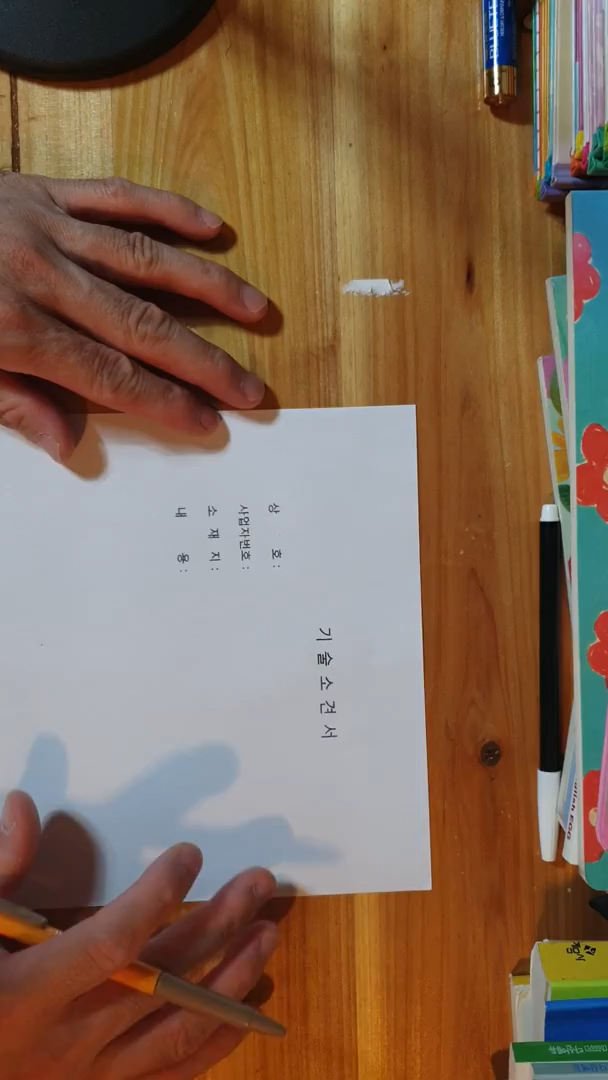 기 술 소 견 서
상 호 :
사업자번호 :
소 재 지 :
내 용 :